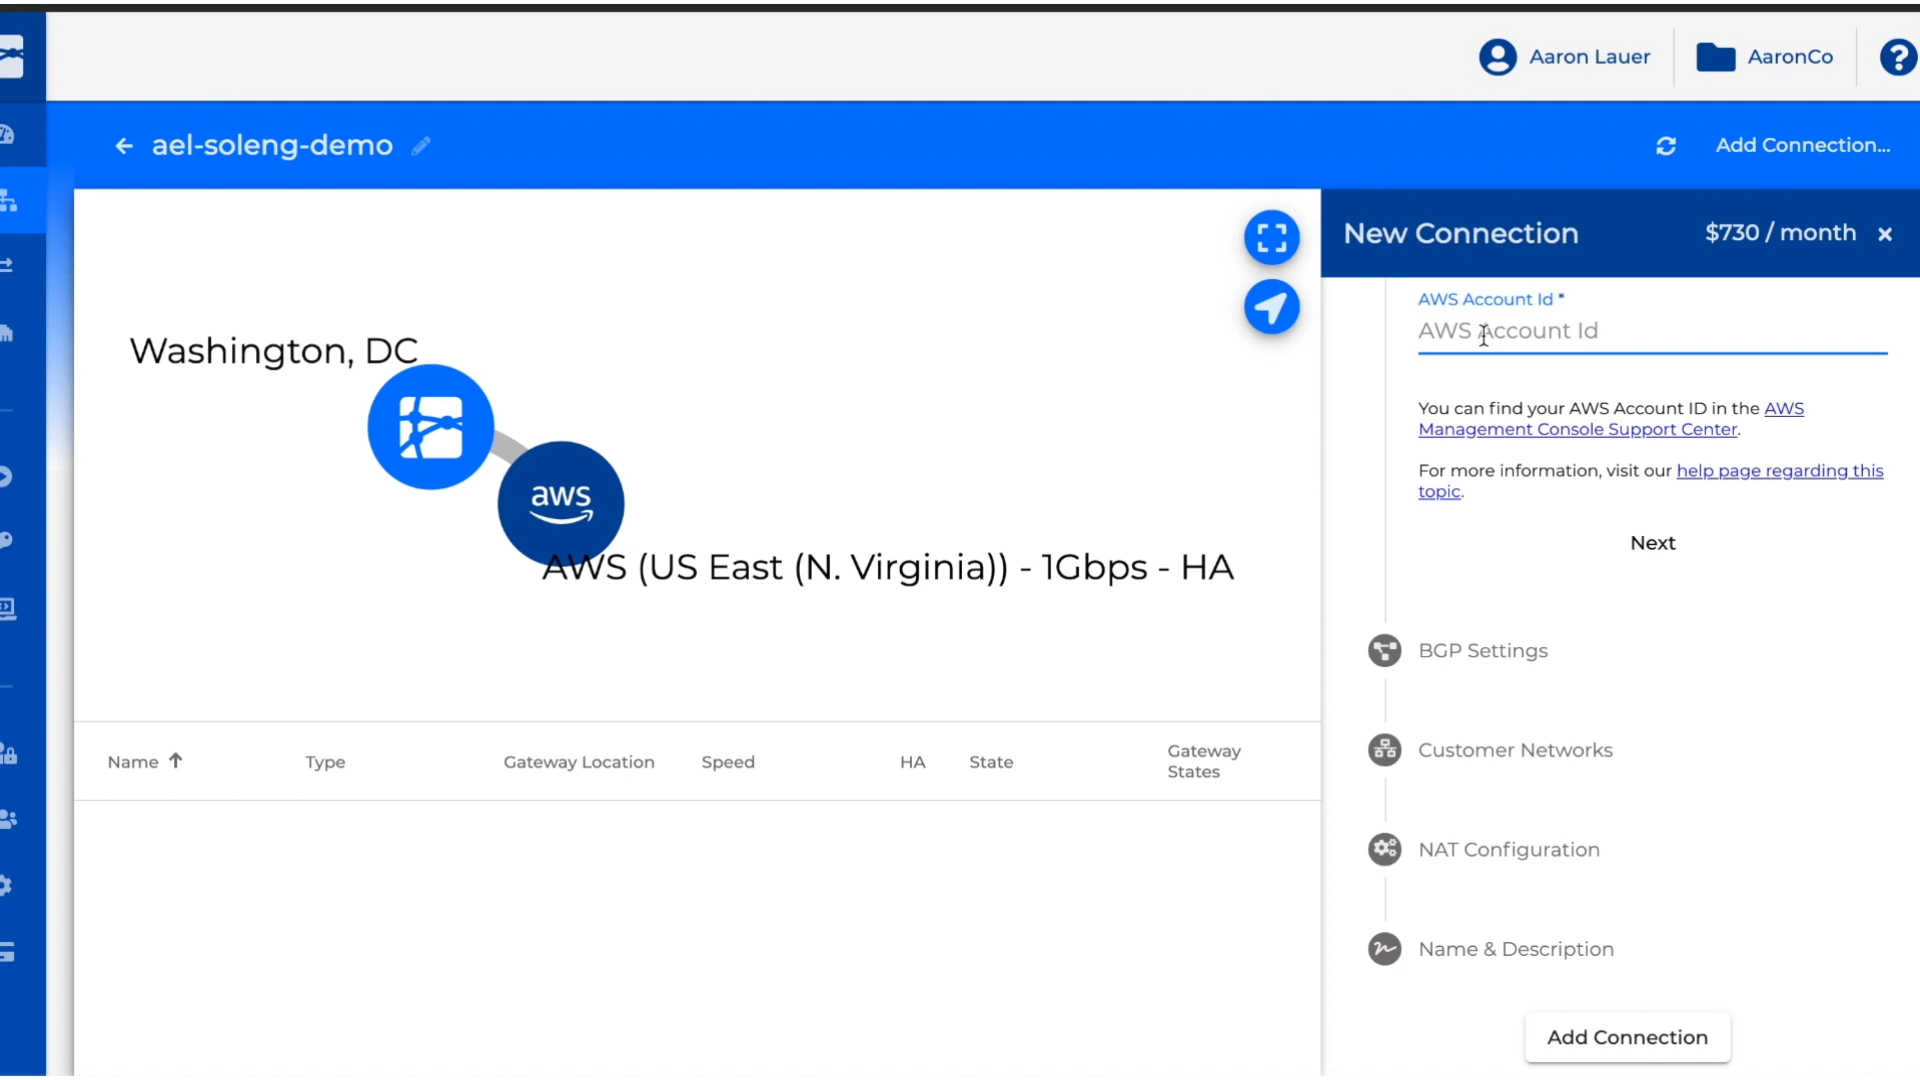 Aaron Lauer
AaronCo
ael-soleng-demo
Add Connection...
New Connection
$730 / month
Washington, DC
aws
AWS (US East (N. Virginia)) - 1Gbps - HA
AWS Account Id *
AWS Account Id
You can find your AWS Account ID in the AWS
Management Console Support Center.
For more information, visit our help page regarding this
topic.
Next
BGP Settings
Customer Networks
NAT Configuration
Name & Description
Add Connection
Name
Type
Gateway Location
Speed
HA
State
Gateway
States